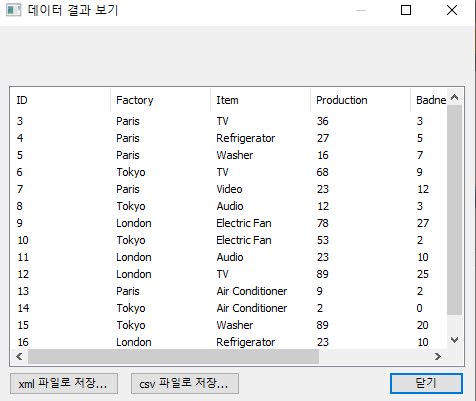 데이터 결과 보기
ID Factory Item Production Badne
3 Paris TV 36 3
4 Paris Refrigerator 27 5
5 Paris Washer 16 7
6 Tokyo TV 68 9
7 Paris Video 23 12
8 Tokyo Audio 12 3
9 London Electric Fan 78 27
10 Tokyo Electric Fan 53 2
11 London Audio 23 10
12 London TV 89 25
13 Paris Air Conditioner 9 2
14 Tokyo Air Conditioner 2 0
15 Tokyo Washer 89 20
16 London Refrigerator 23 10
xml 파일로 저장... csv 파일로 저장... 닫기